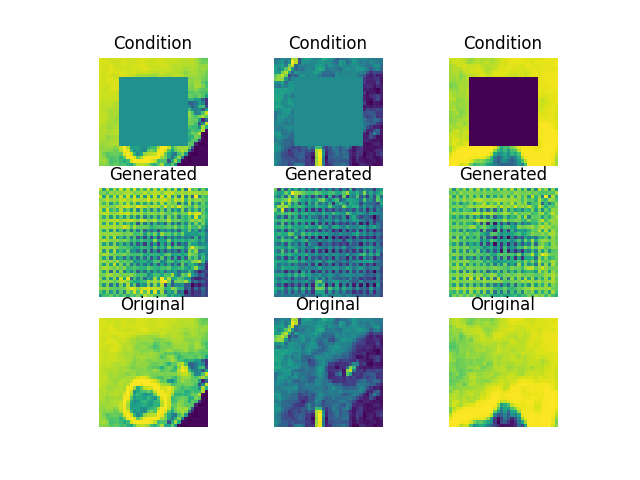 Condition Condition Condition
Generated Generated Generated
Original Original Original